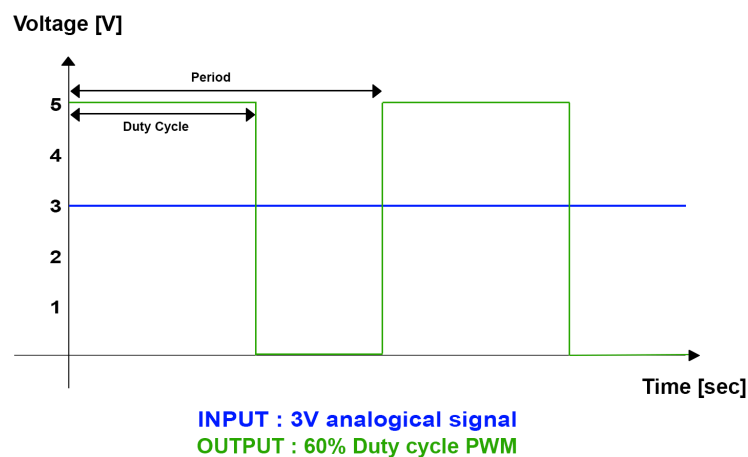 Voltage [V]
Period
5
Duty Cycle
4
3
2
1
Time [sec]
INPUT : 3V analogical signal
OUTPUT : 60% Duty cycle PWM